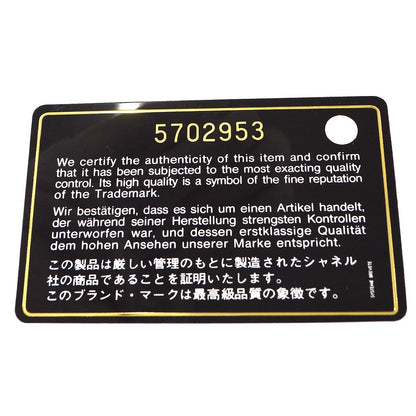 5702953
We certify the authenticity of this item and confirm
that it has been subjected to the most exacting quality
control. Its high quality is a symbol of the fine reputation
of the Trademark.
Wir bestätigen, dass es sich um einen Artikel handelt,
der während seiner Herstellung strengsten Kontrollen
unterworfen war, und dessen erstklassige Qualität
dem hohen Ansehen unserer Marke entspricht.
この製品は厳しい管理のもとに製造されたシャネル
社の商品であることを証明いたします。
このブランド・マークは最高級品質の象徴です。
SYSTEME BREVETE